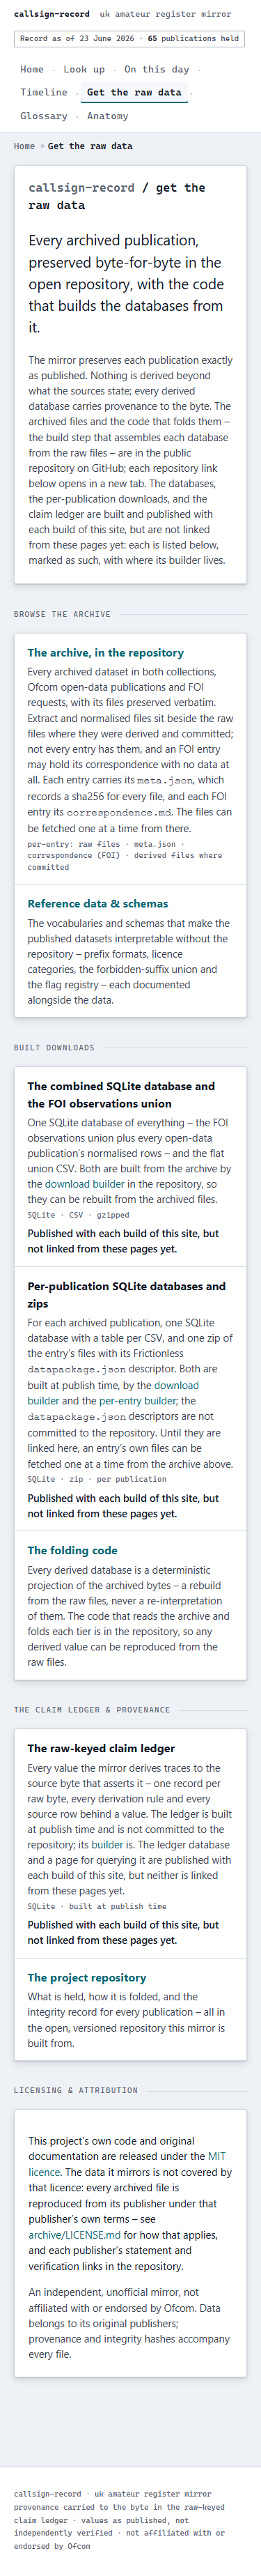 callsign-record uk amateur register mirror
Record as of 23 June 2026 · 65 publications held
Home · Look up · On this day ·
Timeline · Get the raw data ·
Glossary · Anatomy
Home → Get the raw data
callsign-record / get the
raw data
Every archived publication,
preserved byte-for-byte in the
open repository, with the code
that builds the databases from
it.
The mirror preserves each publication exactly
as published. Nothing is derived beyond
what the sources state; every derived
database carries provenance to the byte. The
archived files and the code that folds them –
the build step that assembles each database
from the raw files – are in the public
repository on GitHub; each repository link
below opens in a new tab. The databases,
the per-publication downloads, and the
claim ledger are built and published with
each build of this site, but are not linked
from these pages yet: each is listed below,
marked as such, with where its builder lives.
BROWSE THE ARCHIVE
The archive, in the repository
Every archived dataset in both collections,
Ofcom open-data publications and FOI
requests, with its files preserved verbatim.
Extract and normalised files sit beside the raw
files where they were derived and committed;
not every entry has them, and an FOI entry
may hold its correspondence with no data at
all. Each entry carries its meta.json, which
records a sha256 for every file, and each FOI
entry its correspondence.md. The files can
be fetched one at a time from there.
per-entry: raw files · meta.json ·
correspondence (FOI) · derived files where
committed
Reference data & schemas
The vocabularies and schemas that make the
published datasets interpretable without the
repository – prefix formats, licence
categories, the forbidden-suffix union and
the flag registry – each documented
alongside the data.
BUILT DOWNLOADS
The combined SQLite database and
the FOI observations union
One SQLite database of everything – the FOI
observations union plus every open-data
publication's normalised rows – and the flat
union CSV. Both are built from the archive by
the download builder in the repository, so
they can be rebuilt from the archived files.
SQLite · CSV · gzipped
Published with each build of this site, but
not linked from these pages yet.
Per-publication SQLite databases and
zips
For each archived publication, one SQLite
database with a table per CSV, and one zip of
the entry's files with its Frictionless
datapackage.json descriptor. Both are
built at publish time, by the download
builder and the per-entry builder; the
datapackage.json descriptors are not
committed to the repository. Until they are
linked here, an entry's own files can be
fetched one at a time from the archive above.
SQLite · zip · per publication
Published with each build of this site, but
not linked from these pages yet.
The folding code
Every derived database is a deterministic
projection of the archived bytes – a rebuild
from the raw files, never a re-interpretation
of them. The code that reads the archive and
folds each tier is in the repository, so any
derived value can be reproduced from the
raw files.
THE CLAIM LEDGER & PROVENANCE
The raw-keyed claim ledger
Every value the mirror derives traces to the
source byte that asserts it – one record per
raw byte, every derivation rule and every
source row behind a value. The ledger is built
at publish time and is not committed to the
repository; its builder is. The ledger database
and a page for querying it are published with
each build of this site, but neither is linked
from these pages yet.
SQLite · built at publish time
Published with each build of this site, but
not linked from these pages yet.
The project repository
What is held, how it is folded, and the
integrity record for every publication – all in
the open, versioned repository this mirror is
built from.
LICENSING & ATTRIBUTION
This project's own code and original
documentation are released under the MIT
licence. The data it mirrors is not covered by
that licence: every archived file is
reproduced from its publisher under that
publisher's own terms – see
archive/LICENSE.md for how that applies,
and each publisher's statement and
verification links in the repository.
An independent, unofficial mirror, not
affiliated with or endorsed by Ofcom. Data
belongs to its original publishers;
provenance and integrity hashes accompany
every file.
callsign-record · uk amateur register mirror
provenance carried to the byte in the raw-keyed
claim ledger · values as published, not
independently verified · not affiliated with or
endorsed by Ofcom